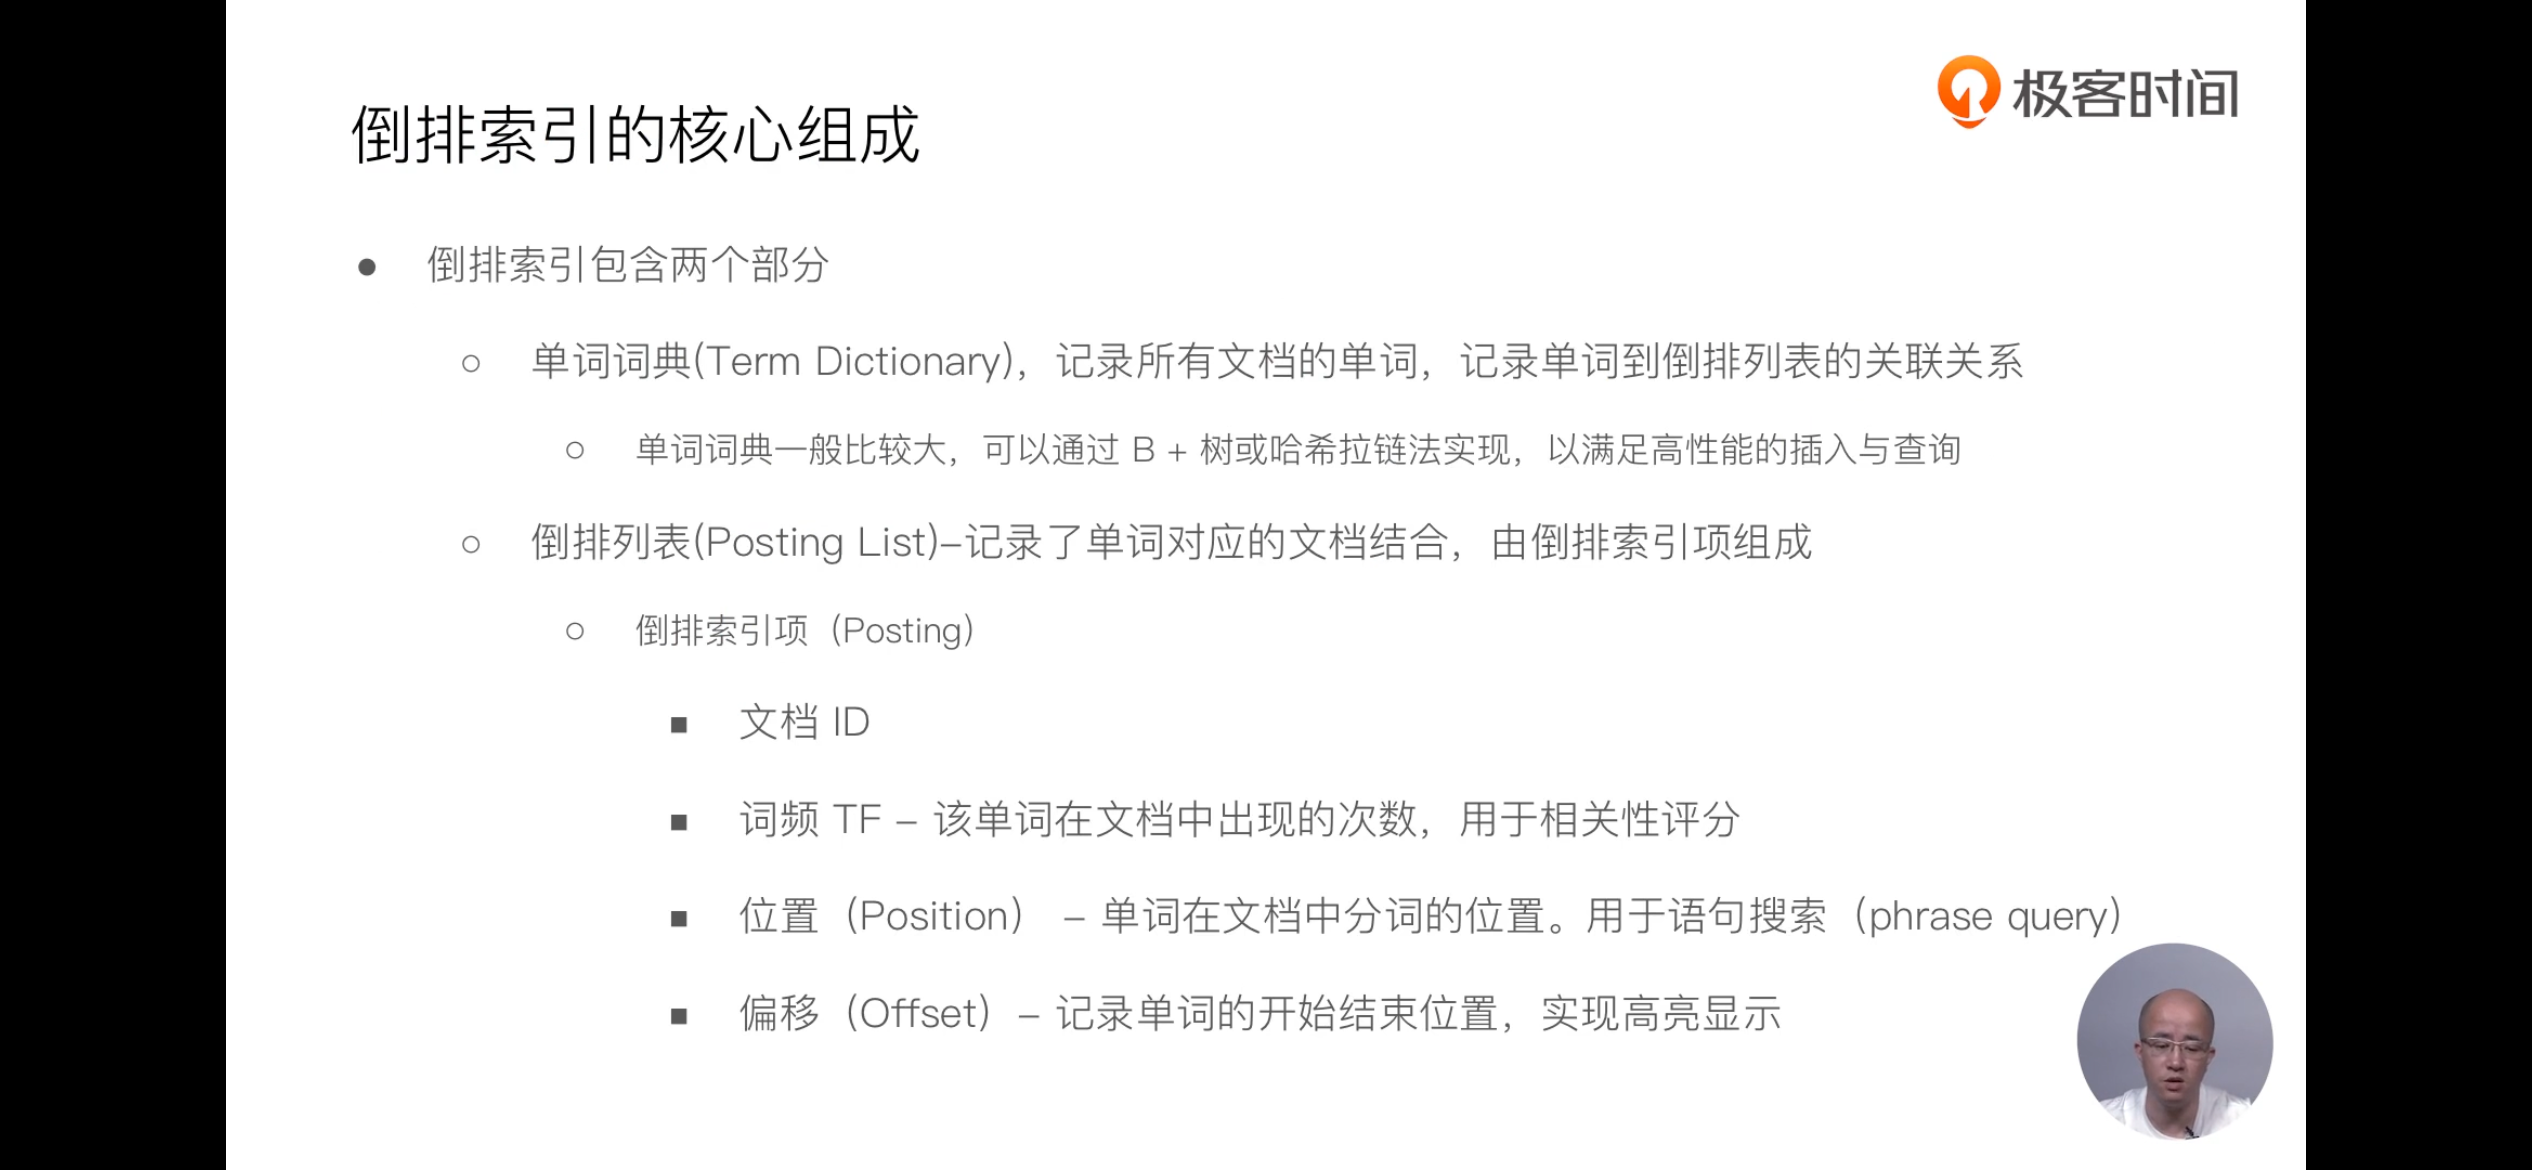 极客时间
倒排索引的核心组成
● 倒排索引包含两个部分
○ 单词词典(Term Dictionary)，记录所有文档的单词，记录单词到倒排列表的关联关系
○ 单词词典一般比较大，可以通过 B + 树或哈希拉链法实现，以满足高性能的插入与查询
○ 倒排列表(Posting List)–记录了单词对应的文档结合，由倒排索引项组成
○ 倒排索引项（Posting）
■ 文档 ID
■ 词频 TF – 该单词在文档中出现的次数，用于相关性评分
■ 位置（Position） – 单词在文档中分词的位置。用于语句搜索（phrase query）
■ 偏移（Offset）– 记录单词的开始结束位置，实现高亮显示